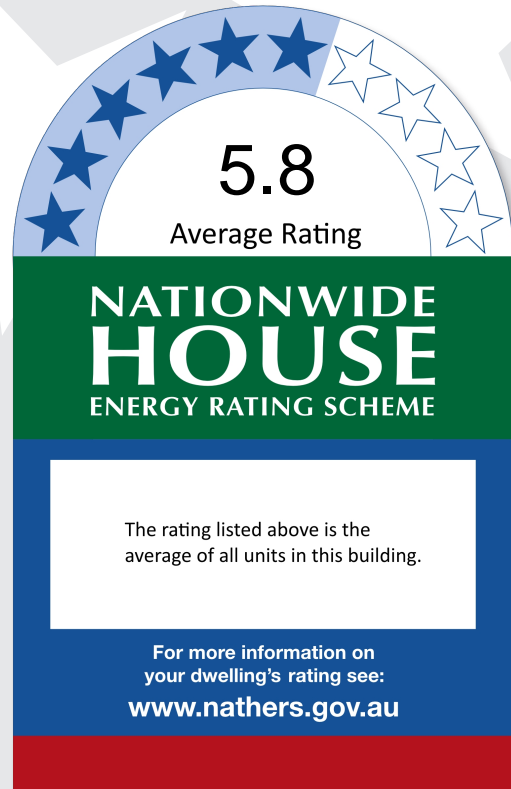 5.8
Average Rating
NATIONWIDE
HOUSE
ENERGY RATING SCHEME
The rating listed above is the
average of all units in this building.
For more information on
your dwelling's rating see:
www.nathers.gov.au